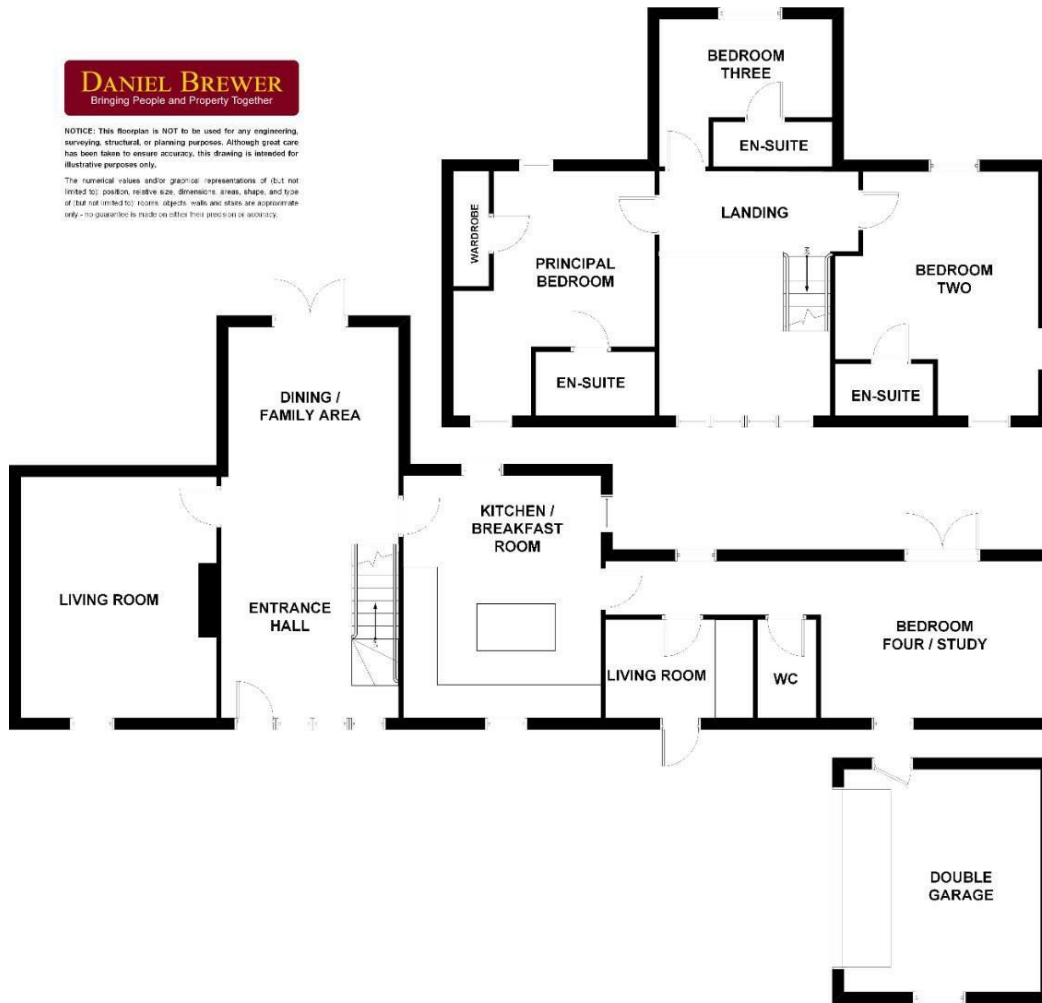 DANIEL BREWER
Bringing People and Property Together
NOTICE: This floorplan is NOT to be used for any engineering,
surveying, structural, or planning purposes. Although great care
has been taken to ensure accuracy, this drawing is intended for
illustrative purposes only.
The numerical values and/or graphical representations of (but not
limited to): position, relative size, dimensions, areas, shape, and type
of (but not limited to): rooms, objects, walls and stairs are approximate
only - no guarantee is made on either their precision or accuracy.
BEDROOM
THREE
EN-SUITE
WARDROBE
LANDING
PRINCIPAL
BEDROOM
BEDROOM
TWO
EN-SUITE
EN-SUITE
DINING /
FAMILY AREA
KITCHEN /
BREAKFAST
ROOM
LIVING ROOM
ENTRANCE
HALL
BEDROOM
FOUR / STUDY
LIVING ROOM
WC
DOUBLE
GARAGE